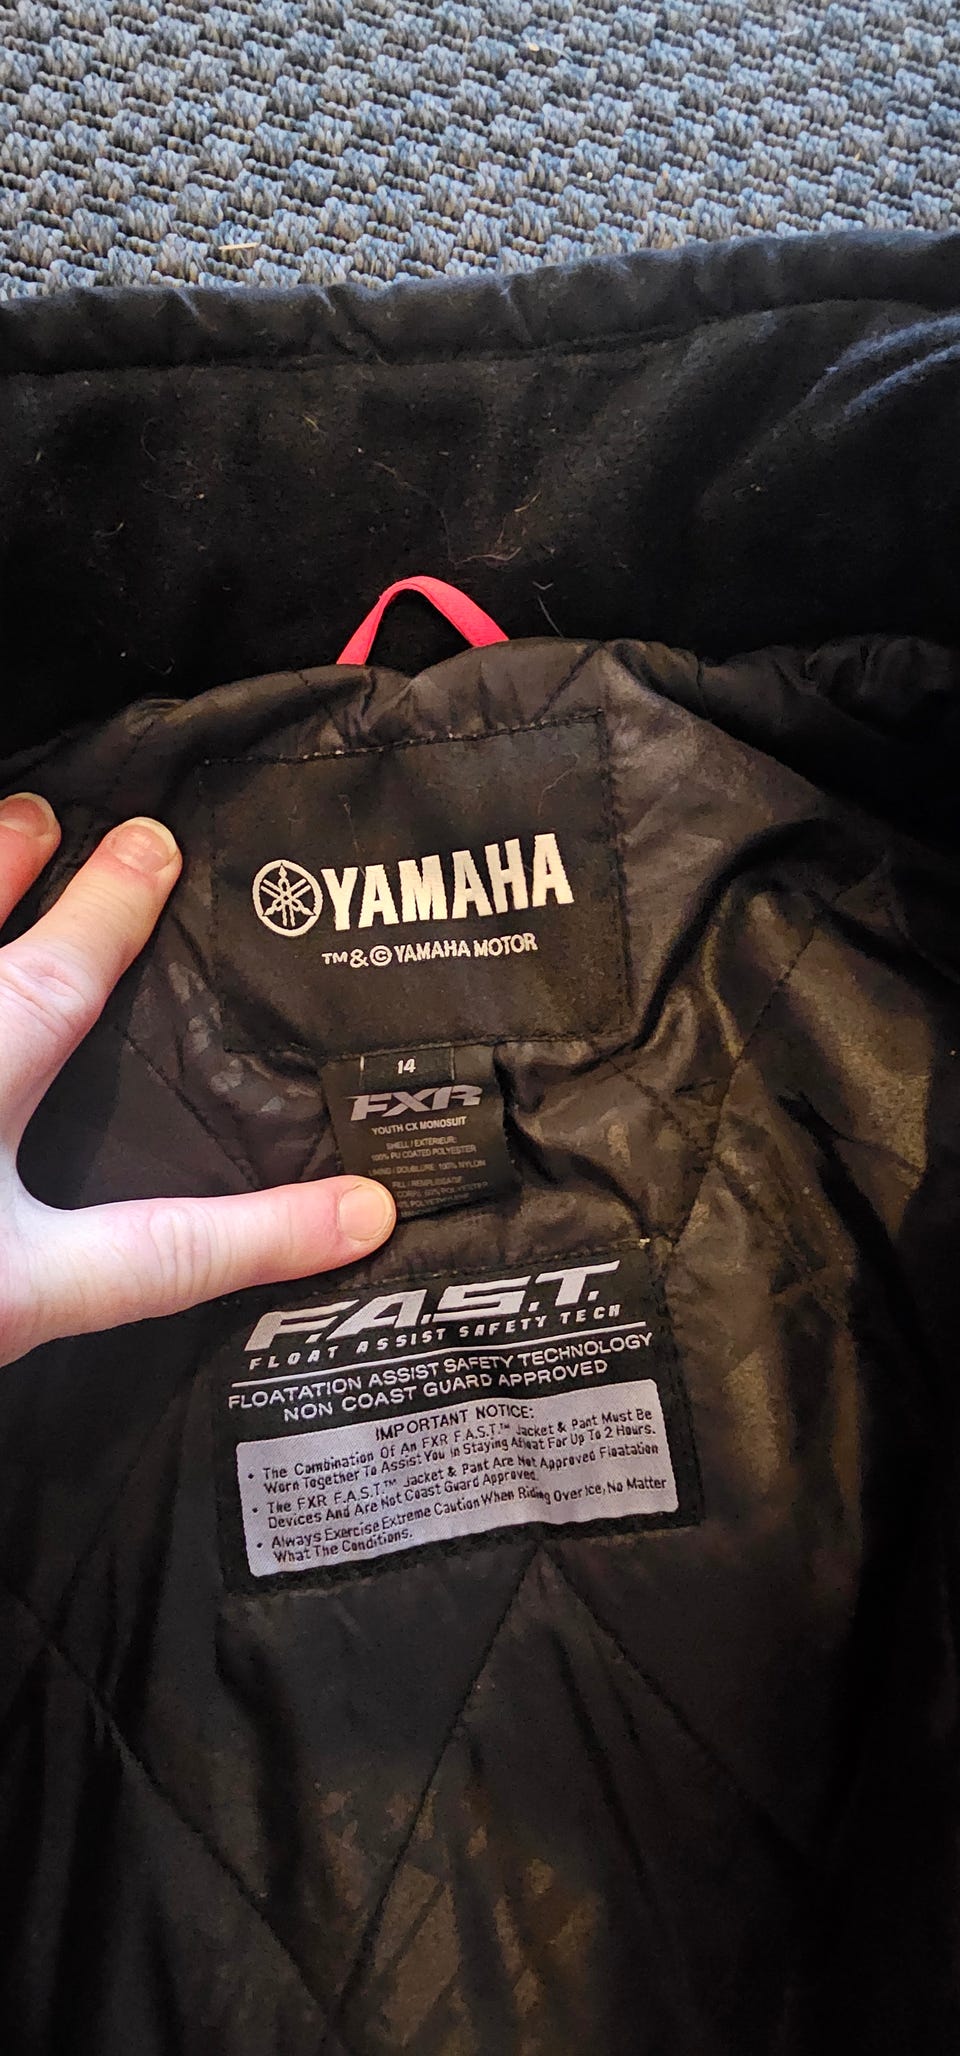 YAMAHA
™&©YAMAHA MOTOR
14
FXR
YOUTH CX MONOSUIT
SHELL / EXTÉRIEUR:
100% PU COATED POLYESTER
LINING / DOUBLURE: 100% NYLON
FILL / REMPLISSAGE
F.A.S.T.
FLOAT ASSIST SAFETY TECH
FLOATATION ASSIST SAFETY TECHNOLOGY
NON COAST GUARD APPROVED
IMPORTANT NOTICE:
• The Combination Of An FXR F.A.S.T.™ Jacket & Pant Must Be
Worn Together To Assist You In Staying Afloat For Up To 2 Hours.
• The FXR F.A.S.T.™ Jacket & Pant Are Not Approved Floatation
Devices And Are Not Coast Guard Approved.
• Always Exercise Extreme Caution When Riding Over Ice, No Matter
What The Conditions.